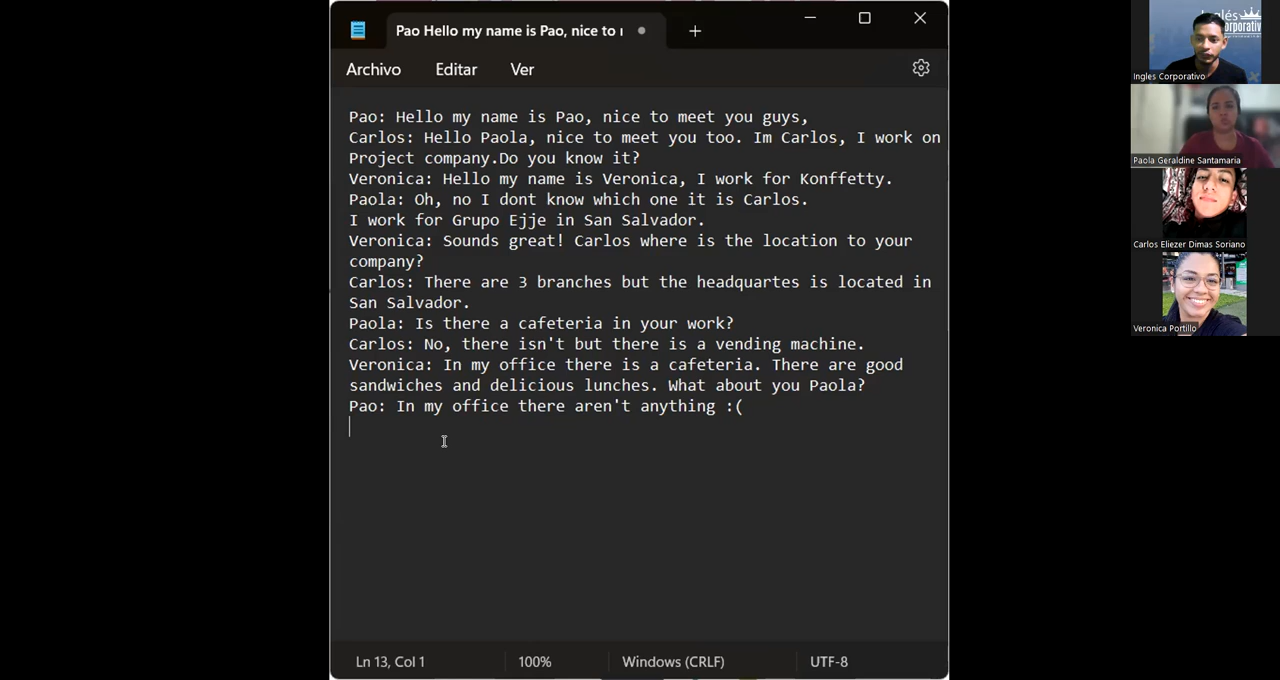 Pao Hello my name is Pao, nice to
Archivo Editar Ver
Pao: Hello my name is Pao, nice to meet you guys,
Carlos: Hello Paola, nice to meet you too. Im Carlos, I work on
Project company.Do you know it?
Veronica: Hello my name is Veronica, I work for Konffetty.
Paola: Oh, no I dont know which one it is Carlos.
I work for Grupo Ejje in San Salvador.
Veronica: Sounds great! Carlos where is the location to your
company?
Carlos: There are 3 branches but the headquartes is located in
San Salvador.
Paola: Is there a cafeteria in your work?
Carlos: No, there isn't but there is a vending machine.
Veronica: In my office there is a cafeteria. There are good
sandwiches and delicious lunches. What about you Paola?
Pao: In my office there aren't anything :(
Ln 13, Col 1 100% Windows (CRLF) UTF-8
Inglés
Ingles Corporativo
Paola Geraldine Santamaria
Carlos Eliezer Dimas Soriano
Veronica Portillo